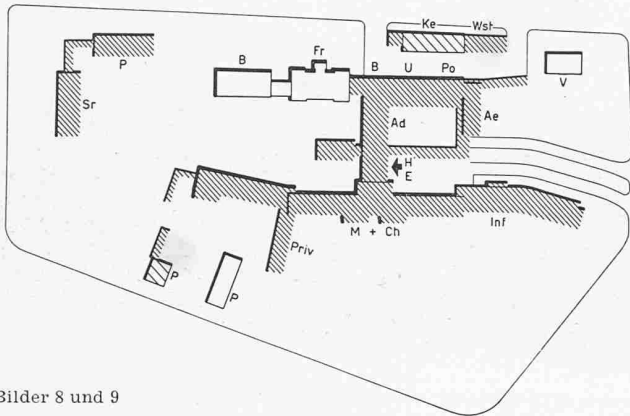 Ke Wst
Fr
P B B U Po V
Sr Ad Ae
H
E
Priv M + Ch Inf
P P
Bilder 8 und 9